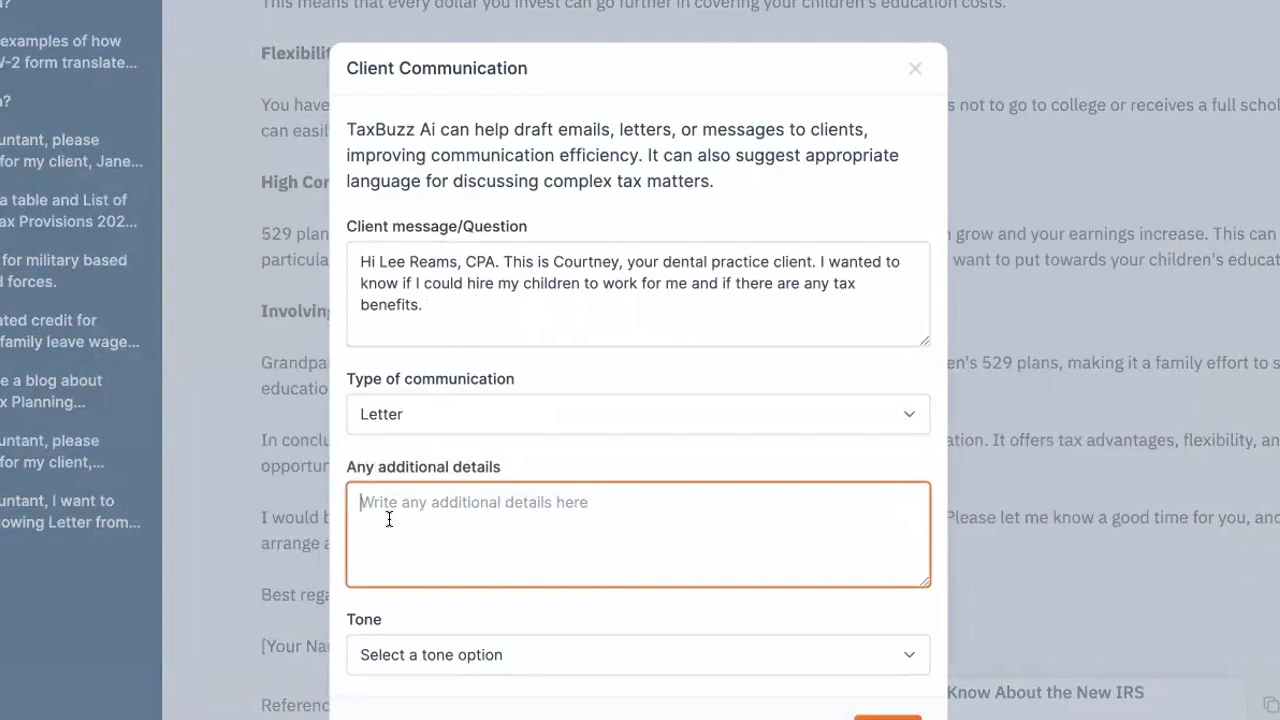 This means that every dollar you invest can go further in covering your children's education costs.
n?
examples of how
W-2 form translate...
n?
untant, please
for my client, Jane...
a table and List of
Tax Provisions 202...
for military based
d forces.
ated credit for
family leave wage...
e a blog about
x Planning...
untant, please
for my client,...
untant, I want to
lowing Letter from...
Flexibilit
You have
s not to go to college or receives a full schol
can easil
High Con
529 plan
n grow and your earnings increase. This can
particula
want to put towards your children's educat
Involving
Grandpa
en's 529 plans, making it a family effort to s
educatio
In conclu
ation. It offers tax advantages, flexibility, an
opportun
I would b
Please let me know a good time for you, and
arrange a
Best rega
[Your Na
Referenc
Know About the New IRS
Client Communication
TaxBuzz Ai can help draft emails, letters, or messages to clients,
improving communication efficiency. It can also suggest appropriate
language for discussing complex tax matters.
Client message/Question
Hi Lee Reams, CPA. This is Courtney, your dental practice client. I wanted to
know if I could hire my children to work for me and if there are any tax
benefits.
Type of communication
Letter
Any additional details
Write any additional details here
Tone
Select a tone option